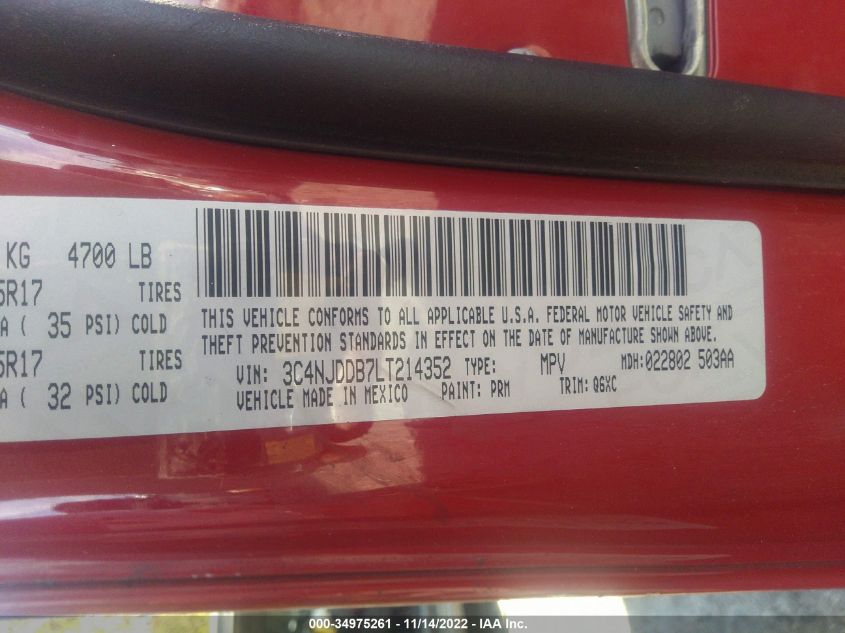 KG 4700 LB
5R17 TIRES
A ( 35 PSI) COLD
5R17 TIRES
A ( 32 PSI) COLD
THIS VEHICLE CONFORMS TO ALL APPLICABLE U.S.A. FEDERAL MOTOR VEHICLE SAFETY AND
THEFT PREVENTION STANDARDS IN EFFECT ON THE DATE OF MANUFACTURE SHOWN ABOVE.
VIN: 3C4NJDDB7LT214352 TYPE: MPV MDH: 022802 503AA
VEHICLE MADE IN MEXICO PAINT: PRM TRIM: Q6XC
000-34975261 - 11/14/2022 - IAA Inc.